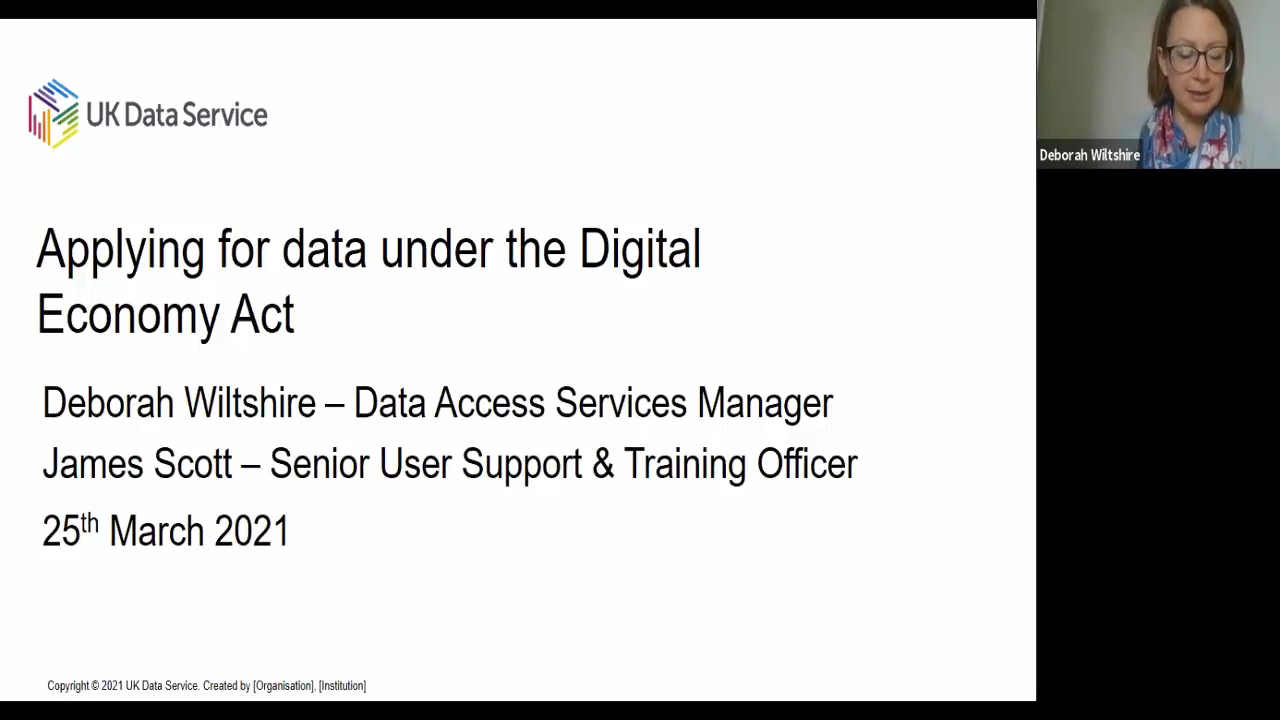 UK Data Service
Applying for data under the Digital
Economy Act
Deborah Wiltshire – Data Access Services Manager
James Scott – Senior User Support & Training Officer
25th March 2021
Copyright © 2021 UK Data Service. Created by [Organisation], [Institution]
Deborah Wiltshire